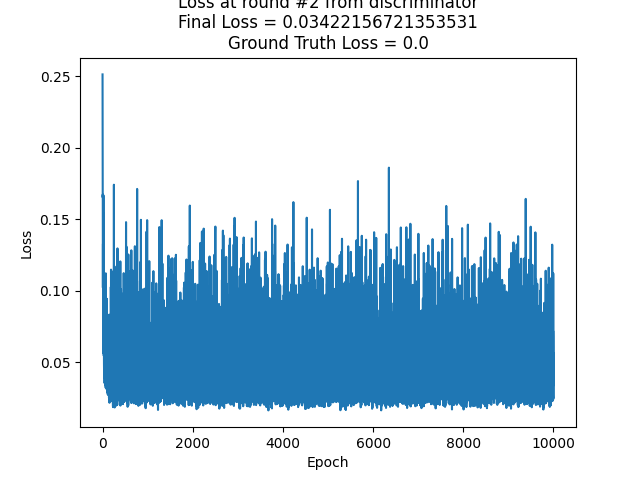 Loss at round #2 from discriminator
Final Loss = 0.03422156721353531
Ground Truth Loss = 0.0
0.25
0.20
0.15
0.10
0.05
Loss
0
2000
4000
6000
8000
10000
Epoch